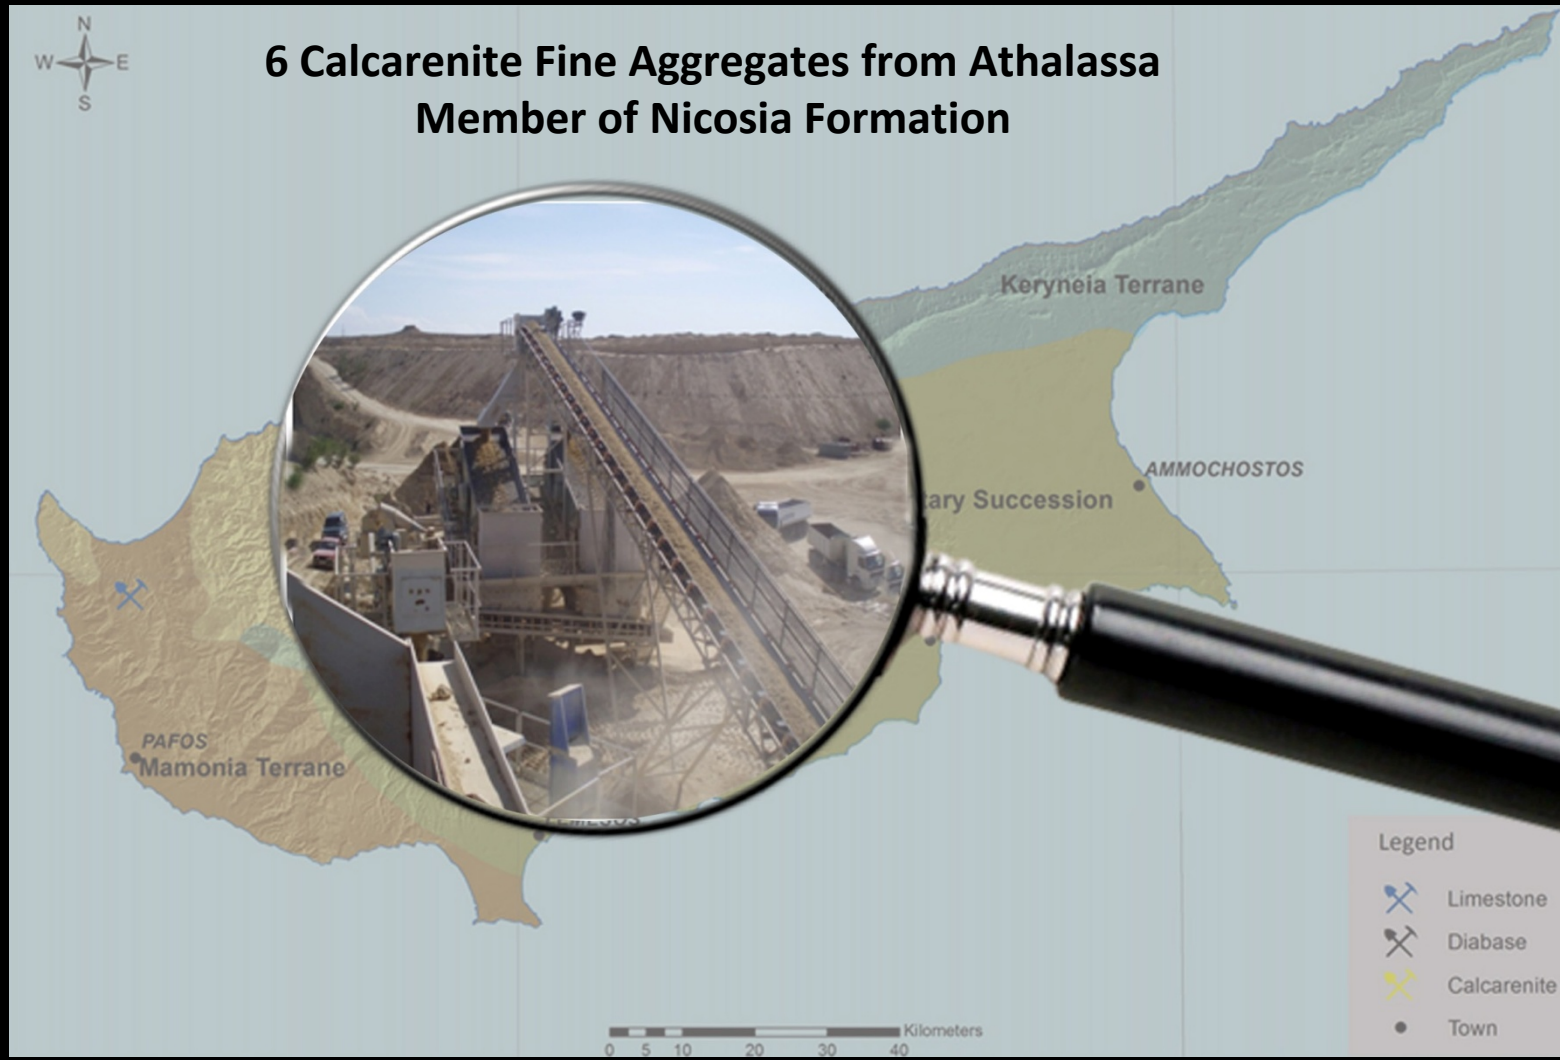 N
W E
S
6 Calcarenite Fine Aggregates from Athalassa
Member of Nicosia Formation
Keryneia Terrane
AMMOCHOSTOS
tary Succession
PAFOS
Mamonia Terrane
Legend
Limestone
Diabase
Calcarenite
Town
Kilometers
0 5 10 20 30 40